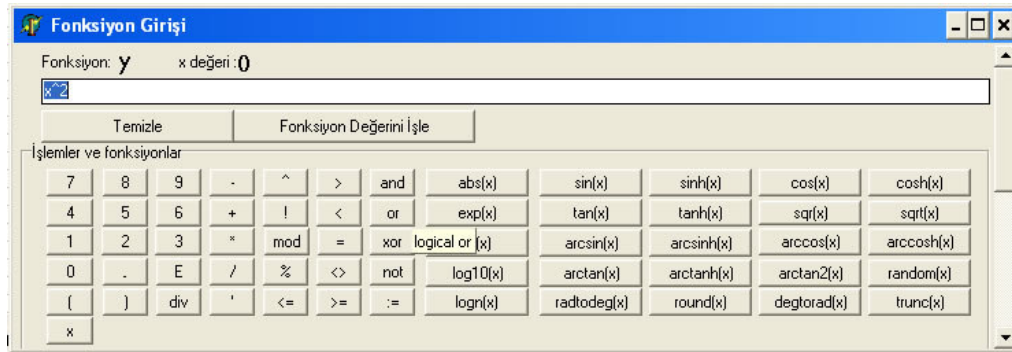 Fonksiyon Girişi
Fonksiyon: y x değeri :0
x^2
Temizle Fonksiyon Değerini İşle
İşlemler ve fonksiyonlar
7 8 9 - ^ > and abs(x) sin(x) sinh(x) cos(x) cosh(x)
4 5 6 + ! < or exp(x) tan(x) tanh(x) sqr(x) sqrt(x)
1 2 3 * mod = xor logical or (x) arcsin(x) arcsinh(x) arccos(x) arccosh(x)
0 . E / % <> not log10(x) arctan(x) arctanh(x) arctan2(x) random(x)
( ) div ' <= >= := logn(x) radtodeg(x) round(x) degtorad(x) trunc(x)
x